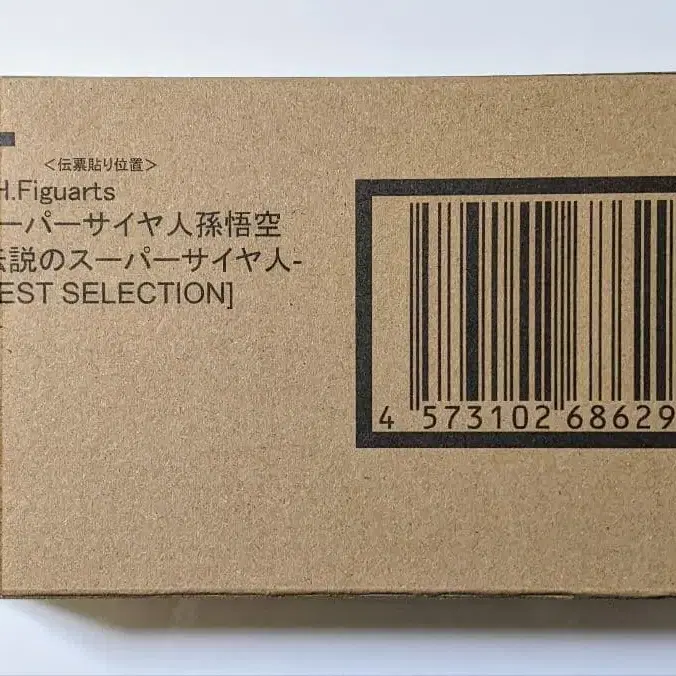 <伝票貼り位置>
H.Figuarts
ーパーサイヤ人孫悟空
伝説のスーパーサイヤ人-
EST SELECTION]
4 573102 68629